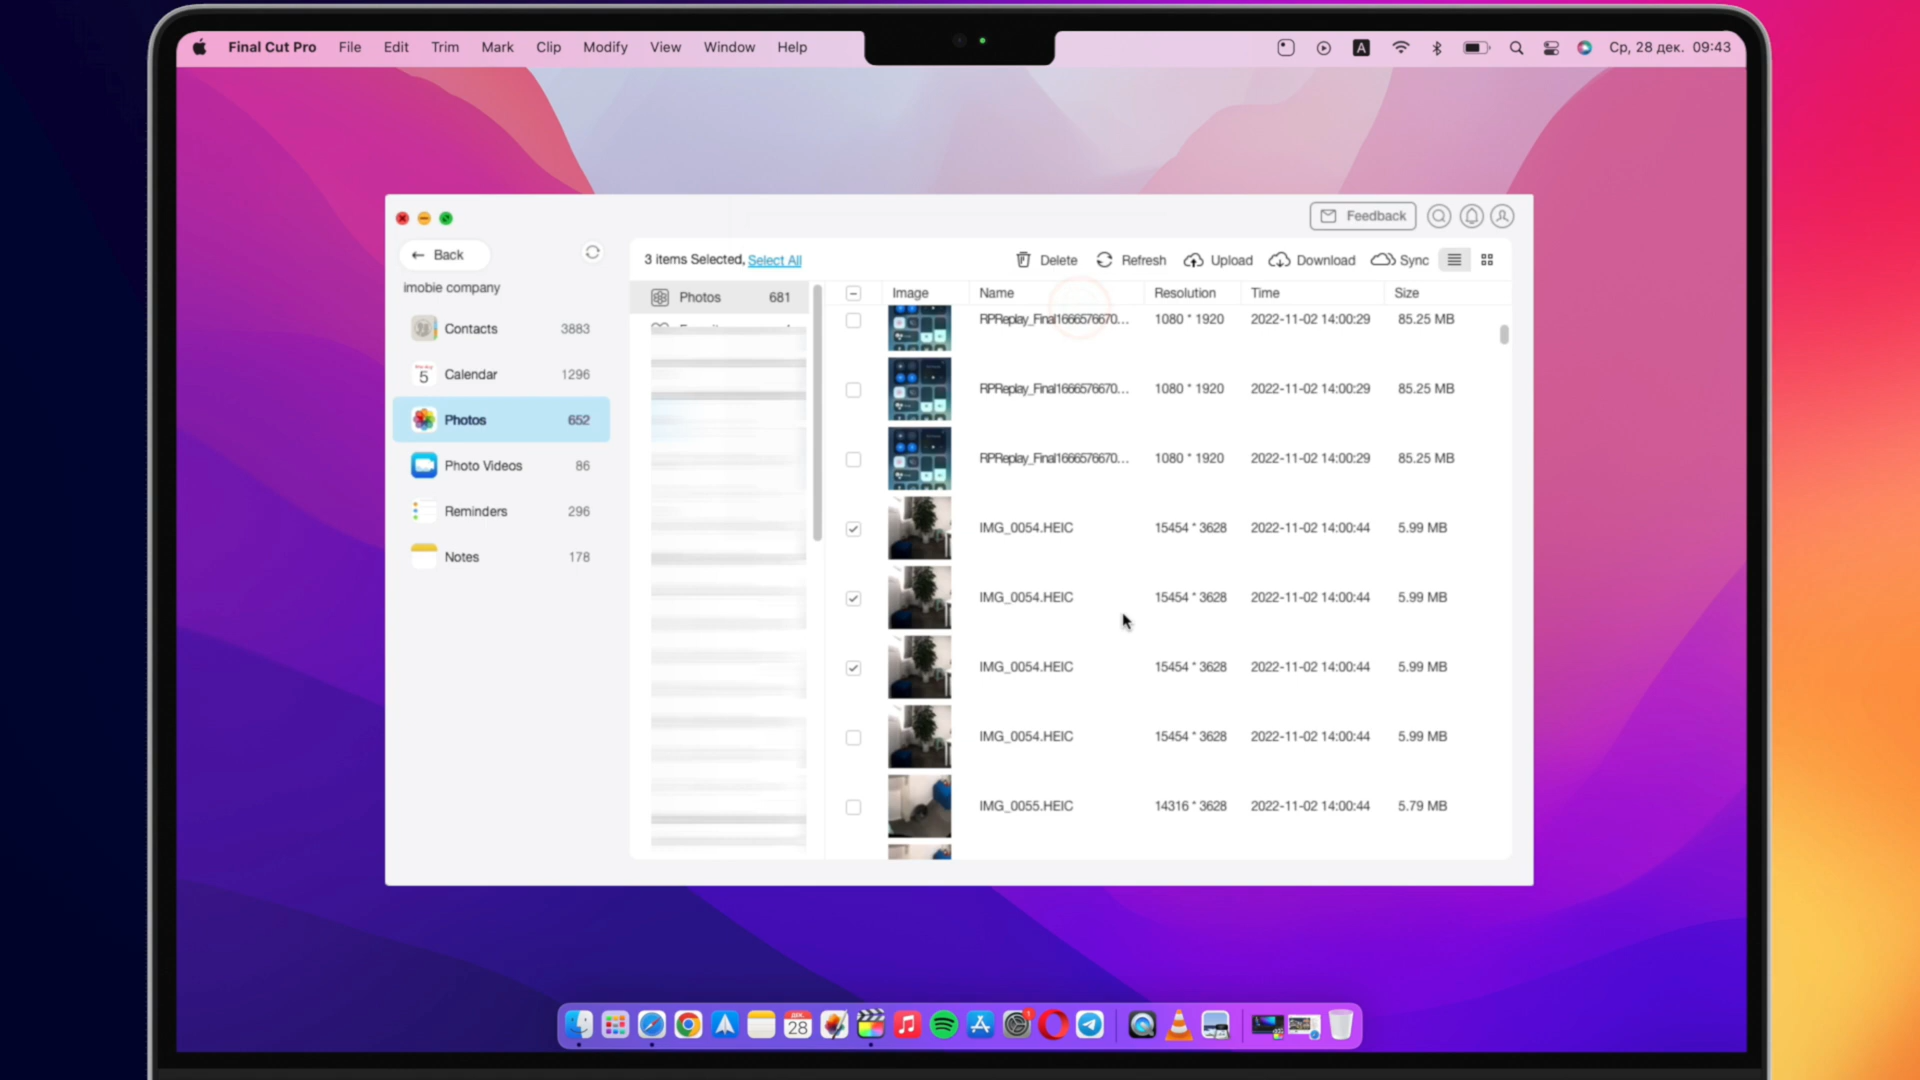 Final Cut Pro File Edit Trim Mark Clip Modify View Window Help A Ср, 28 дек. 09:43
Feedback
Back
imobie company
Contacts 3883
5 Calendar 1296
Photos 652
Photo Videos 86
Reminders 296
Notes 178
3 items Selected, Select All
Delete Refresh Upload Download Sync
Photos 681
Image Name Resolution Time Size
RPReplay_Final1666576670... 1080 * 1920 2022-11-02 14:00:29 85.25 MB
RPReplay_Final1666576670... 1080 * 1920 2022-11-02 14:00:29 85.25 MB
RPReplay_Final1666576670... 1080 * 1920 2022-11-02 14:00:29 85.25 MB
IMG_0054.HEIC 15454 * 3628 2022-11-02 14:00:44 5.99 MB
IMG_0054.HEIC 15454 * 3628 2022-11-02 14:00:44 5.99 MB
IMG_0054.HEIC 15454 * 3628 2022-11-02 14:00:44 5.99 MB
IMG_0054.HEIC 15454 * 3628 2022-11-02 14:00:44 5.99 MB
IMG_0055.HEIC 14316 * 3628 2022-11-02 14:00:44 5.79 MB
ДЕК.
28
1